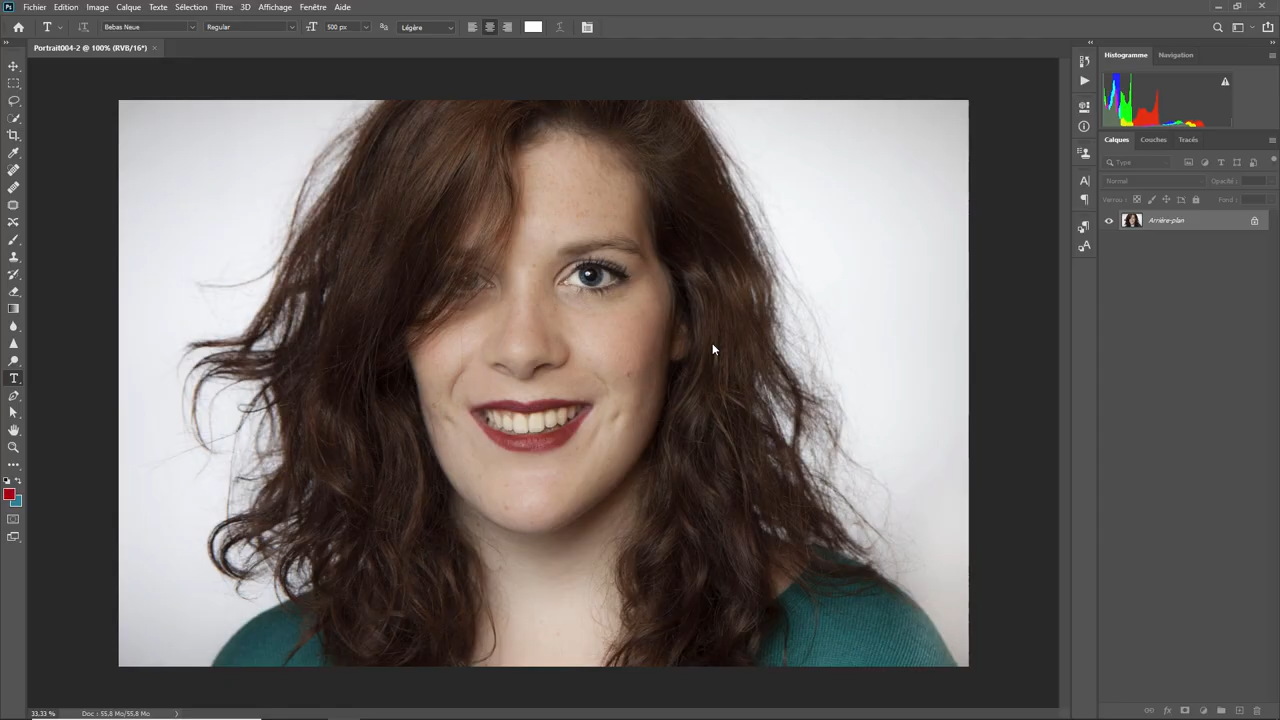 Ps Fichier Edition Image Calque Texte Sélection Filtre 3D Affichage Fenêtre Aide
T Bebas Neue Regular 500 px Légère
Portrait004-2 @ 100% (RVB/16*) ×
Histogramme Navigation
Calques Couches Tracés
Type
Normal Opacité :
Verrou : Fond :
Arrière-plan
33,33 % Doc : 55,8 Mo/55,8 Mo